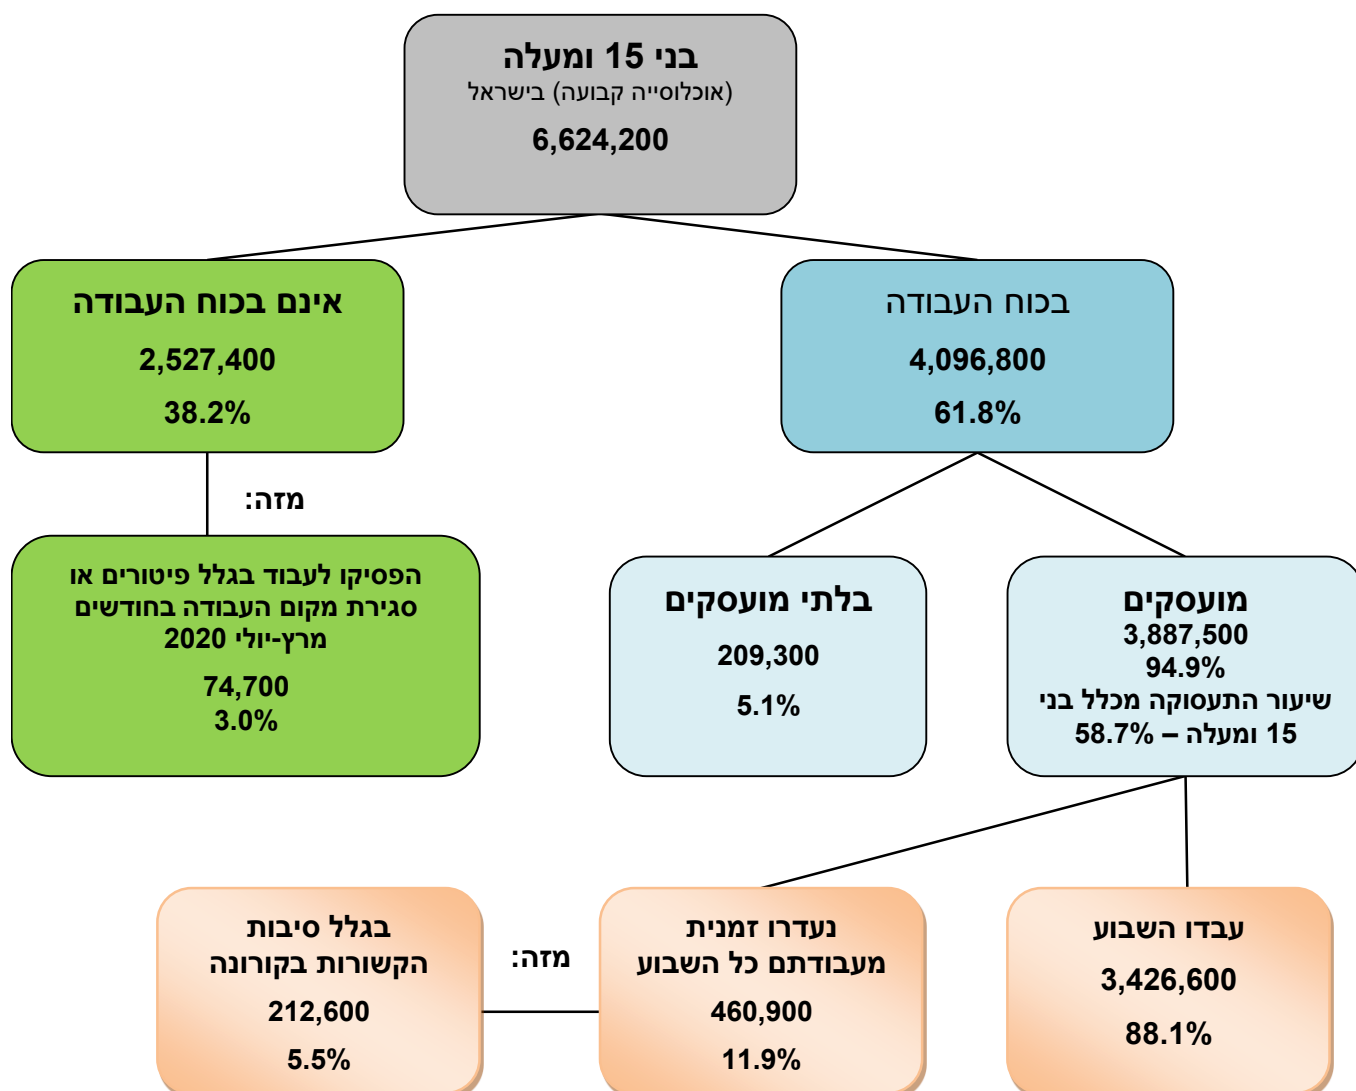 בני 15 ומעלה
(אוכלוסייה קבועה) בישראל
6,624,200
בכוח העבודה
4,096,800
61.8%
אינם בכוח העבודה
2,527,400
38.2%
מזה:
הפסיקו לעבוד בגלל פיטורים או
סגירת מקום העבודה בחודשים
מרץ-יולי 2020
74,700
3.0%
מועסקים
3,887,500
94.9%
שיעור התעסוקה מכלל בני
15 ומעלה – 58.7%
בלתי מועסקים
209,300
5.1%
עבדו השבוע
3,426,600
88.1%
נעדרו זמנית
מעבודתם כל השבוע
460,900
11.9%
מזה:
בגלל סיבות
הקשורות בקורונה
212,600
5.5%